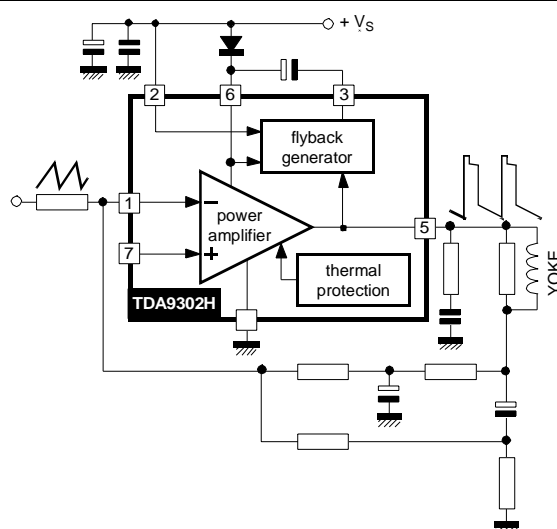 + VS
2
6
3
flyback
generator
1
power
amplifier
−
+
7
5
thermal
protection
TDA9302H
YOKE